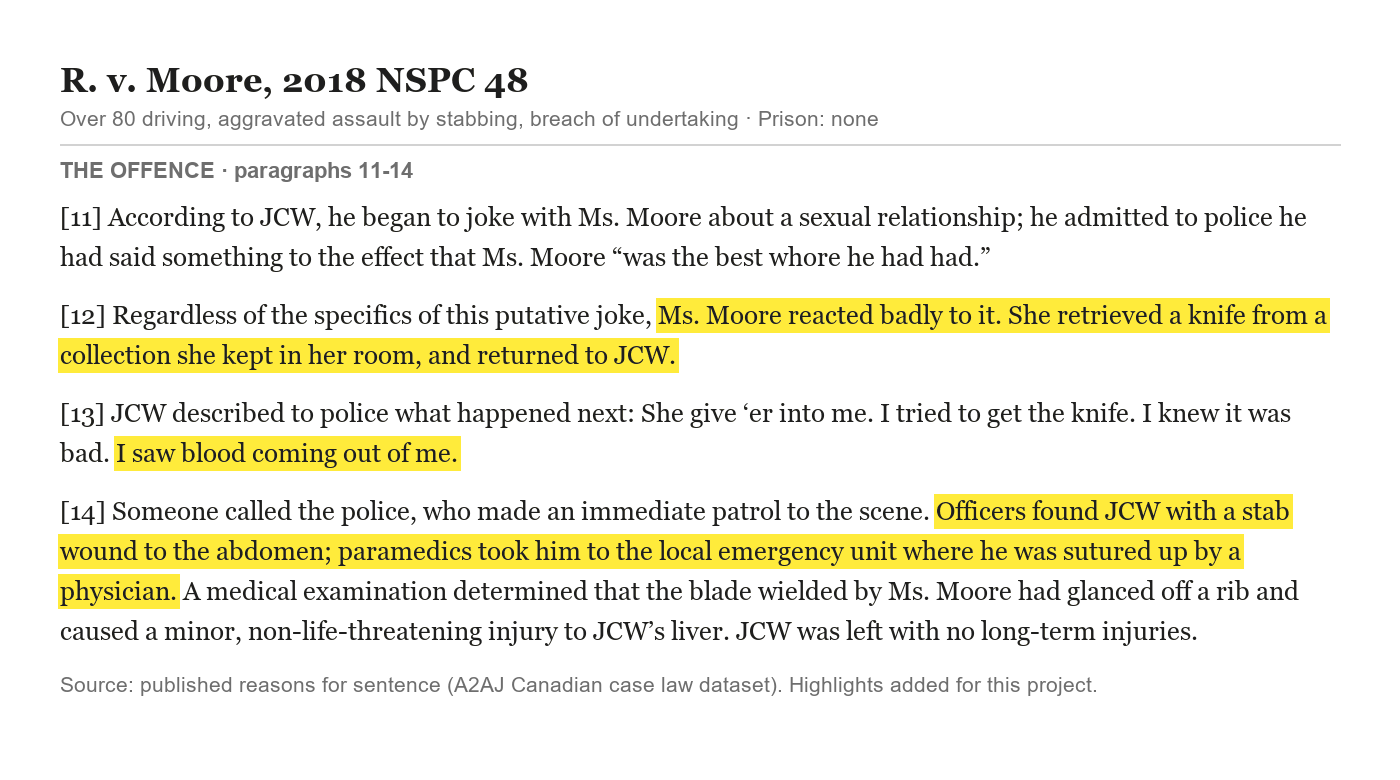 R. v. Moore, 2018 NSPC 48
Over 80 driving, aggravated assault by stabbing, breach of undertaking · Prison: none
THE OFFENCE · paragraphs 11-14
[11] According to JCW, he began to joke with Ms. Moore about a sexual relationship; he admitted to police he
had said something to the effect that Ms. Moore “was the best whore he had had.”
[12] Regardless of the specifics of this putative joke, Ms. Moore reacted badly to it. She retrieved a knife from a
collection she kept in her room, and returned to JCW.
[13] JCW described to police what happened next: She give ‘er into me. I tried to get the knife. I knew it was
bad. I saw blood coming out of me.
[14] Someone called the police, who made an immediate patrol to the scene. Officers found JCW with a stab
wound to the abdomen; paramedics took him to the local emergency unit where he was sutured up by a
physician. A medical examination determined that the blade wielded by Ms. Moore had glanced off a rib and
caused a minor, non-life-threatening injury to JCW’s liver. JCW was left with no long-term injuries.
Source: published reasons for sentence (A2AJ Canadian case law dataset). Highlights added for this project.